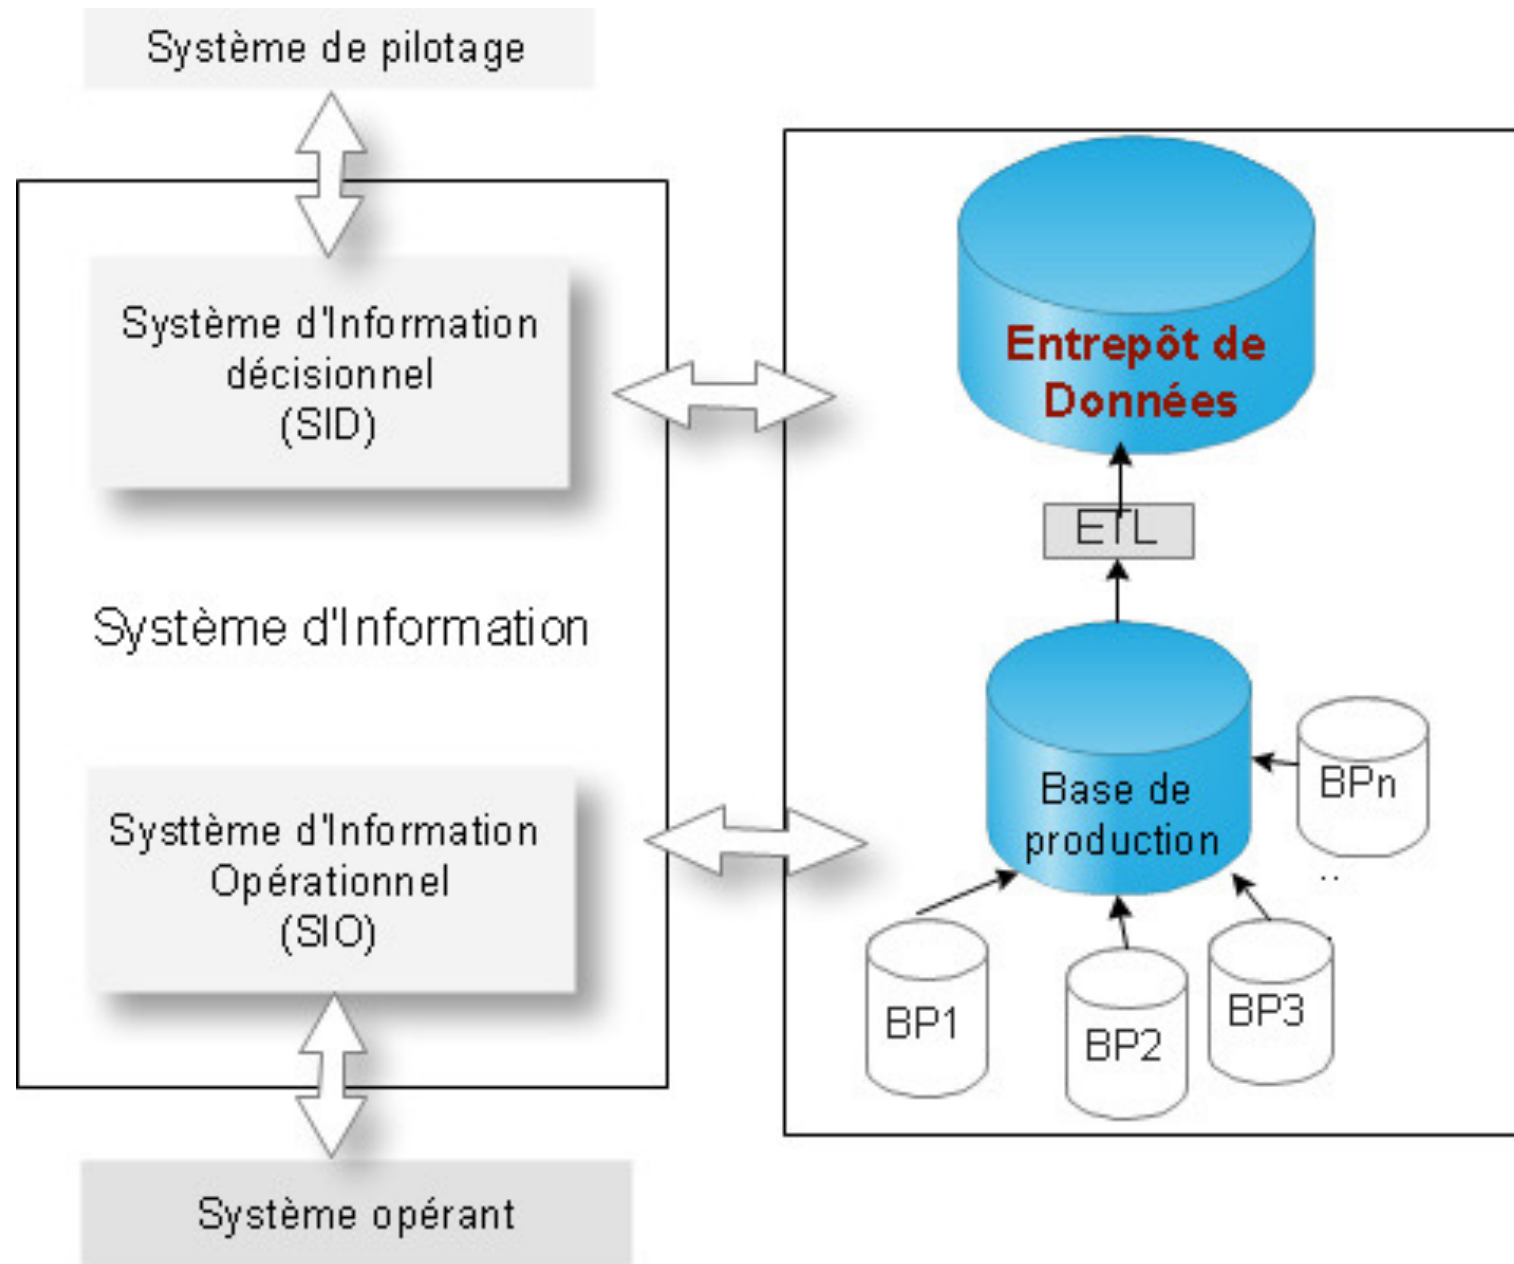 Système de pilotage
Système d'Information
décisionnel
(SID)
Système d'Information
Systtème d'Information
Opérationnel
(SIO)
Système opérant
Entrepôt de
Données
ETL
Base de
production
BPn
..
BP1
BP2
BP3